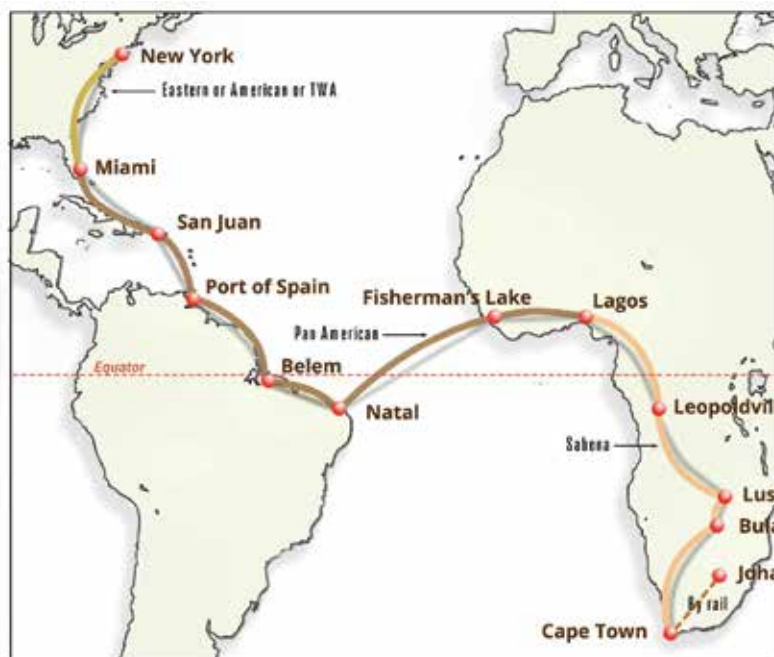 New York
Eastern or American or TWA
Miami
San Juan
Port of Spain
Fisherman's Lake
Lagos
Pan American
Equator
Belem
Natal
Leopoldvil
Sabena
Lus
Bula
Joha
By rail
Cape Town